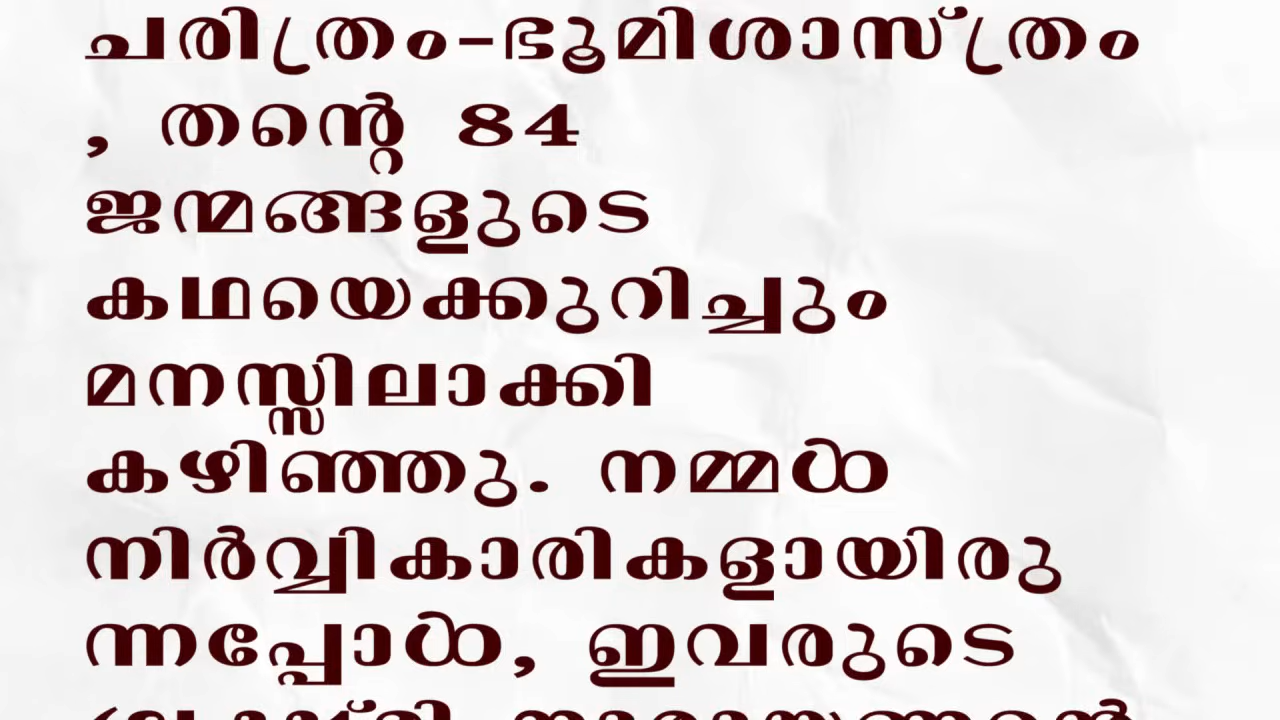 ചരിത്രം-ഭൂമിശാസ്ത്രം
, തന്റെ 84
ജന്മങ്ങളുടെ
കഥയെക്കുറിച്ചും
മനസ്സിലാക്കി
കഴിഞ്ഞു. നമ്മൾ
നിർവ്വികാരികളായിരു
ന്നപ്പോൾ, ഇവരുടെ